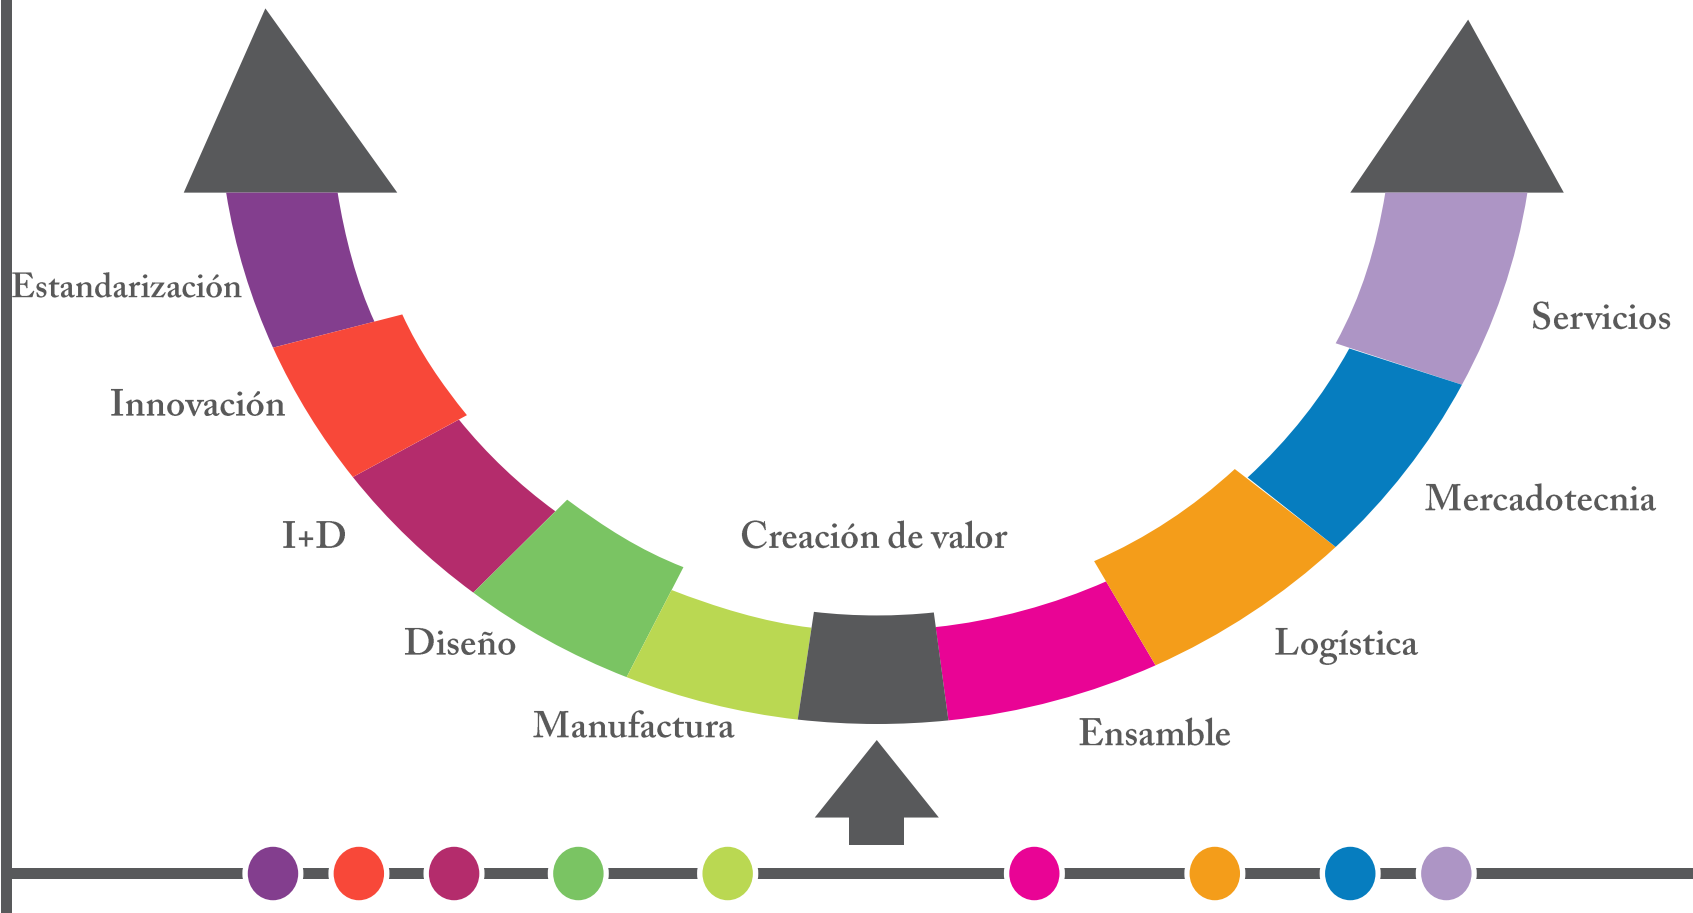 Estandarización
Servicios
Innovación
Mercadotecnia
I+D
Creación de valor
Diseño
Logística
Manufactura
Ensamble